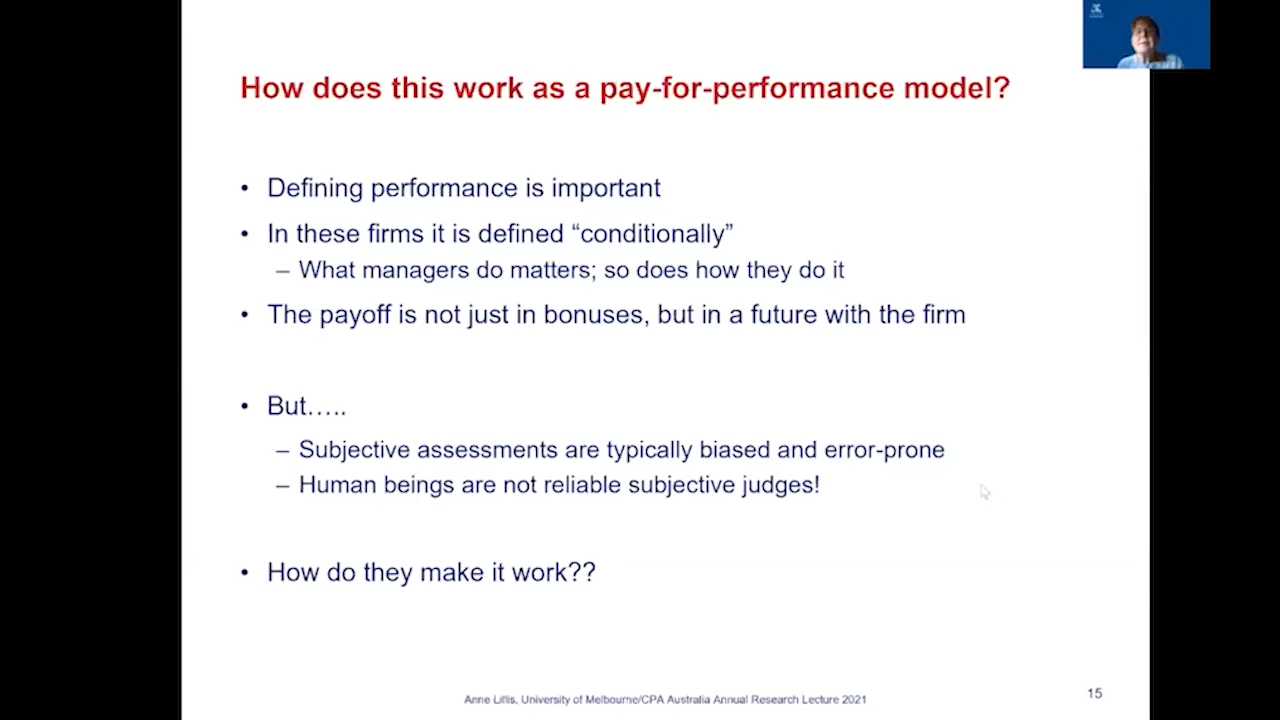 How does this work as a pay-for-performance model?
• Defining performance is important
• In these firms it is defined “conditionally”
– What managers do matters; so does how they do it
• The payoff is not just in bonuses, but in a future with the firm
• But…..
– Subjective assessments are typically biased and error-prone
– Human beings are not reliable subjective judges!
• How do they make it work??
Anne Lillis, University of Melbourne/CPA Australia Annual Research Lecture 2021
15